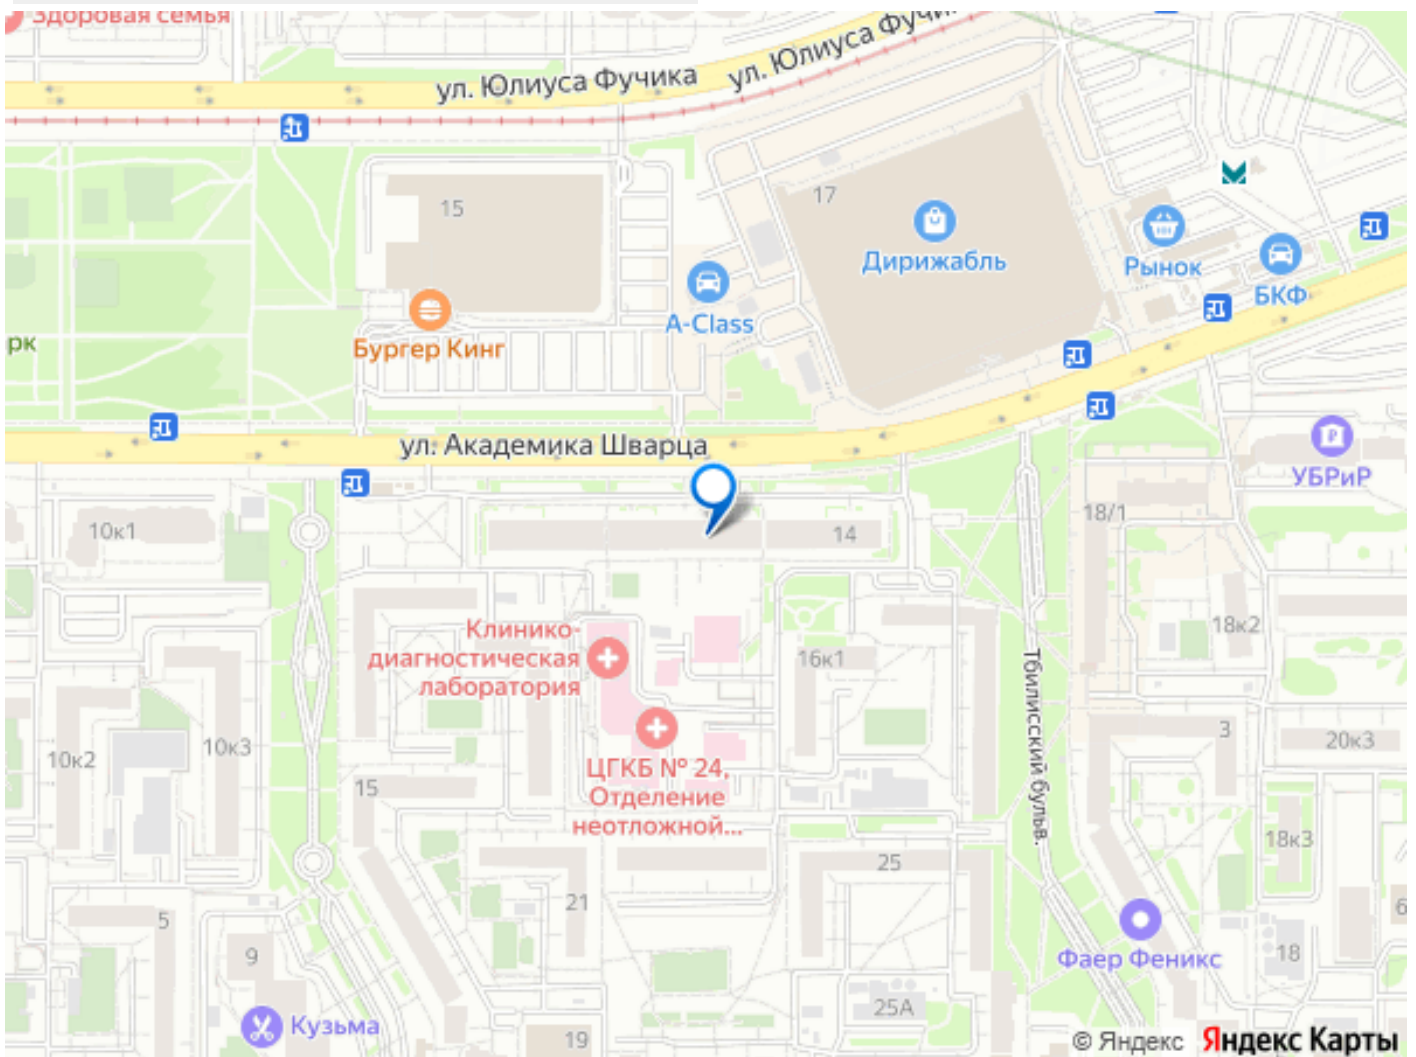 Здоровая семья
ул. Юлиуса Фучика
ул. Юлиуса Фучика
15
17
Дирижабль
Рынок
БКФ
A-Class
Бургер Кинг
рк
ул. Академика Шварца
УБРиР
10к1
14
18/1
18к2
Клинико-
диагностическая
лаборатория
16к1
Тбилисский бульв.
10к2
10к3
15
ЦГКБ № 24,
Отделение
неотложной...
3
20к3
18к3
25
21
5
9
6
Фаер Феникс
18
25А
Кузьма
19
© Яндекс Яндекс Карты